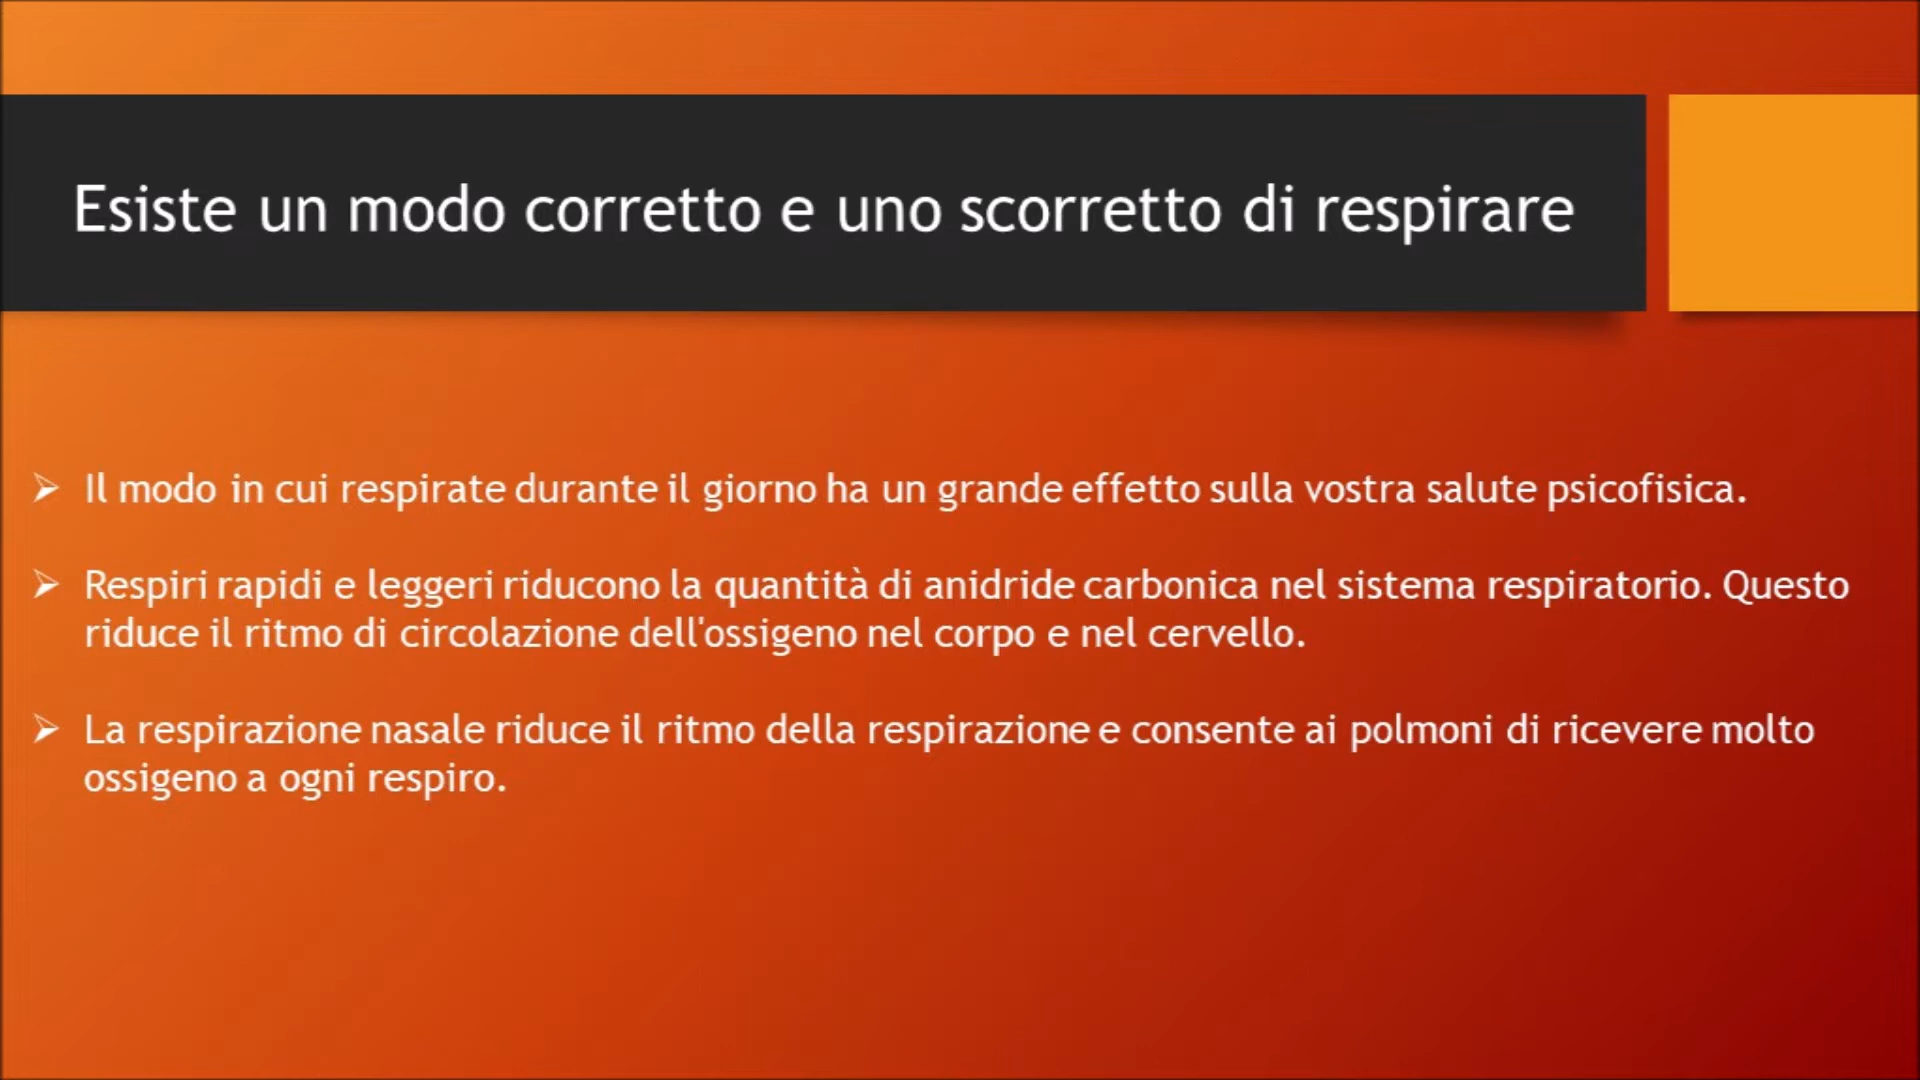 Esiste un modo corretto e uno scorretto di respirare
Il modo in cui respirate durante il giorno ha un grande effetto sulla vostra salute psicofisica.
Respiri rapidi e leggeri riducono la quantità di anidride carbonica nel sistema respiratorio. Questo
riduce il ritmo di circolazione dell'ossigeno nel corpo e nel cervello.
La respirazione nasale riduce il ritmo della respirazione e consente ai polmoni di ricevere molto
ossigeno a ogni respiro.